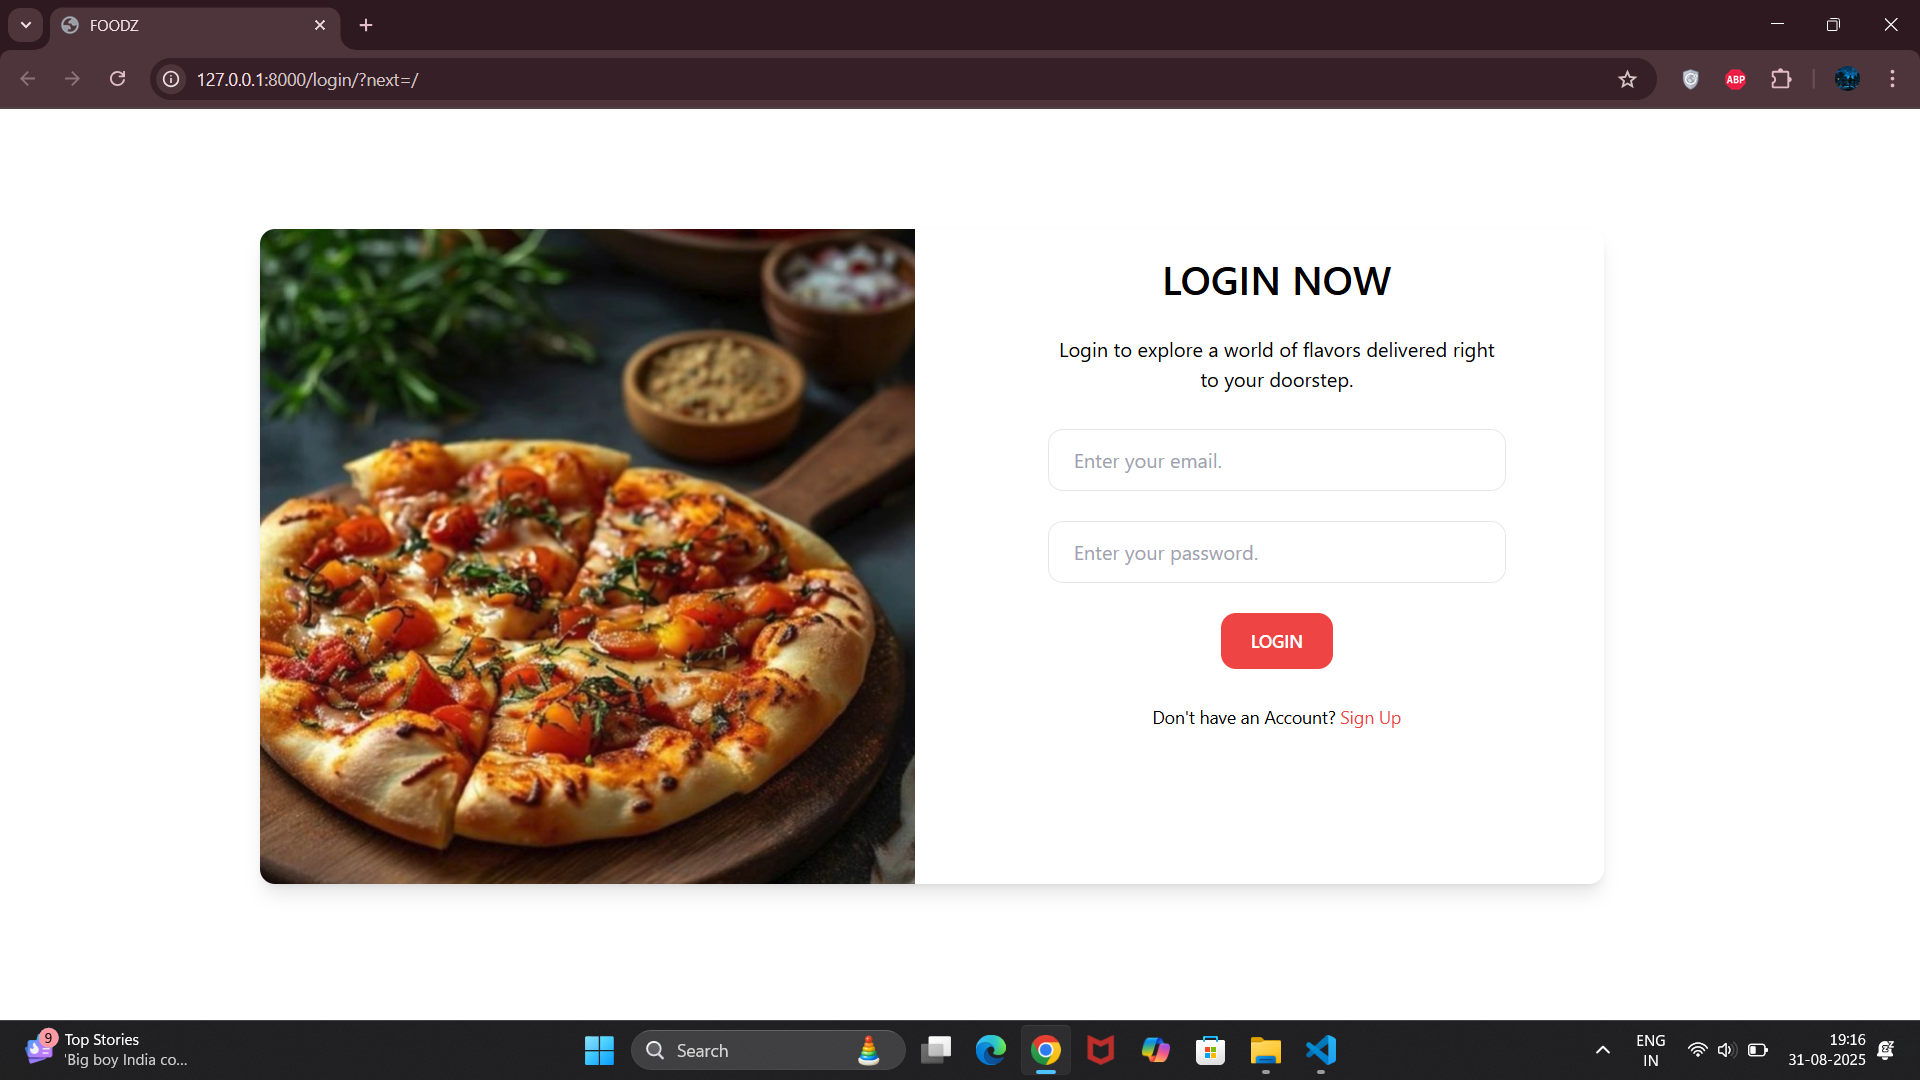 FOODZ
127.0.0.1:8000/login/?next=/
ABP
LOGIN NOW
Login to explore a world of flavors delivered right
to your doorstep.
Enter your email.
Enter your password.
LOGIN
Don't have an Account? Sign Up
9
Top Stories
'Big boy India co...
Search
ENG
IN
19:16
31-08-2025